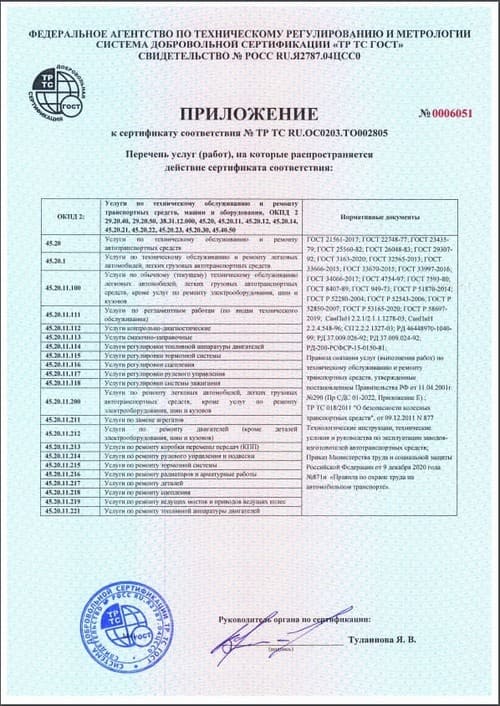 ФЕДЕРАЛЬНОЕ АГЕНТСТВО ПО ТЕХНИЧЕСКОМУ РЕГУЛИРОВАНИЮ И МЕТРОЛОГИИ
СИСТЕМА ДОБРОВОЛЬНОЙ СЕРТИФИКАЦИИ «ТР ТС ГОСТ»
СВИДЕТЕЛЬСТВО № РОСС RU.Я2787.04ЦСС0
ДОБРОВОЛЬНАЯ СЕРТИФИКАЦИЯ
ТР ТС
ГОСТ
ПРИЛОЖЕНИЕ
№0006051
к сертификату соответствия № ТР ТС RU.ОС0203.ТО002805
Перечень услуг (работ), на которые распространяется
действие сертификата соответствия:
ОКПД 2:
Услуги по техническому обслуживанию и ремонту
транспортных средств, машин и оборудования, ОКПД 2
29.20.40, 29.20.50, 38.31.12.000, 45.20, 45.20.11, 45.20.12, 45.20.14,
45.20.21, 45.20.22, 45.20.23, 45.20.30, 45.40.50
Нормативные документы
45.20
Услуги по техническому обслуживанию и ремонту
автотранспортных средств
45.20.1
Услуги по техническому обслуживанию и ремонту легковых
автомобилей, легких грузовых автотранспортных средств
45.20.11.100
Услуги по обычному (текущему) техническому обслуживанию
легковых автомобилей, легких грузовых автотранспортных
средств, кроме услуг по ремонту электрооборудования, шин и
кузовов
45.20.11.111
Услуги по регламентным работам (по видам технического
обслуживания)
45.20.11.112
Услуги контрольно-диагностические
45.20.11.113
Услуги смазочно-заправочные
45.20.11.114
Услуги регулировки топливной аппаратуры двигателей
45.20.11.115
Услуги регулировки тормозной системы
45.20.11.116
Услуги регулировки сцепления
45.20.11.117
Услуги регулировки рулевого управления
45.20.11.118
Услуги регулировки системы зажигания
45.20.11.200
Услуги по ремонту легковых автомобилей, легких грузовых
автотранспортных средств, кроме услуг по ремонту
электрооборудования, шин и кузовов
45.20.11.211
Услуги по замене агрегатов
45.20.11.212
Услуги по ремонту двигателей (кроме деталей
электрооборудования, шин и кузовов)
45.20.11.213
Услуги по ремонту коробки перемены передач (КПП)
45.20.11.214
Услуги по ремонту рулевого управления и подвески
45.20.11.215
Услуги по ремонту тормозной системы
45.20.11.216
Услуги по ремонту радиаторов и арматурные работы
45.20.11.217
Услуги по ремонту деталей
45.20.11.218
Услуги по ремонту сцепления
45.20.11.219
Услуги по ремонту ведущих мостов и приводов ведущих колес
45.20.11.221
Услуги по ремонту топливной аппаратуры двигателей
ГОСТ 21561-2017; ГОСТ 22748-77; ГОСТ 23435-
79; ГОСТ 25560-82; ГОСТ 26048-83; ГОСТ 29307-
92; ГОСТ 3163-2020; ГОСТ 32565-2013; ГОСТ
33666-2015; ГОСТ 33670-2015; ГОСТ 33997-2016;
ГОСТ 34066-2017; ГОСТ 4754-97; ГОСТ 7593-80;
ГОСТ 8407-89; ГОСТ 949-73; ГОСТ Р 51870-2014;
ГОСТ Р 52280-2004; ГОСТ Р 52543-2006; ГОСТ Р
52850-2007; ГОСТ Р 53165-2020; ГОСТ Р 58697-
2019; СанПиН 2.2.1/2.1.1.1278-03, СанПиН
2.2.4.548-96; СП 2.2.2.1327-03; РД 46448970-1040-
99; РД 37.009.026-92; РД 37.009.024-92;
РД-200-РСФСР-15-0150-81;
Правила оказания услуг (выполнения работ) по
техническому обслуживанию и ремонту
транспортных средств, утвержденные
постановлением Правительства РФ от 11.04.2001г.
№290 (Пр СДС 01-2022, Приложение Е);
ТР ТС 018/2011 "О безопасности колесных
транспортных средств", от 09.12.2011 N 877
Технологические инструкции, технические
условия и руководства по эксплуатации заводов-
изготовителей автотранспортных средств;
Приказ Министерства труда и социальной защиты
Российской Федерации от 9 декабря 2020 года
№871н «Правила по охране труда на
автомобильном транспорте».
Руководитель органа по сертификации:
Туланнова Я. В.
(подпись)
ТР ТС
ГОСТ